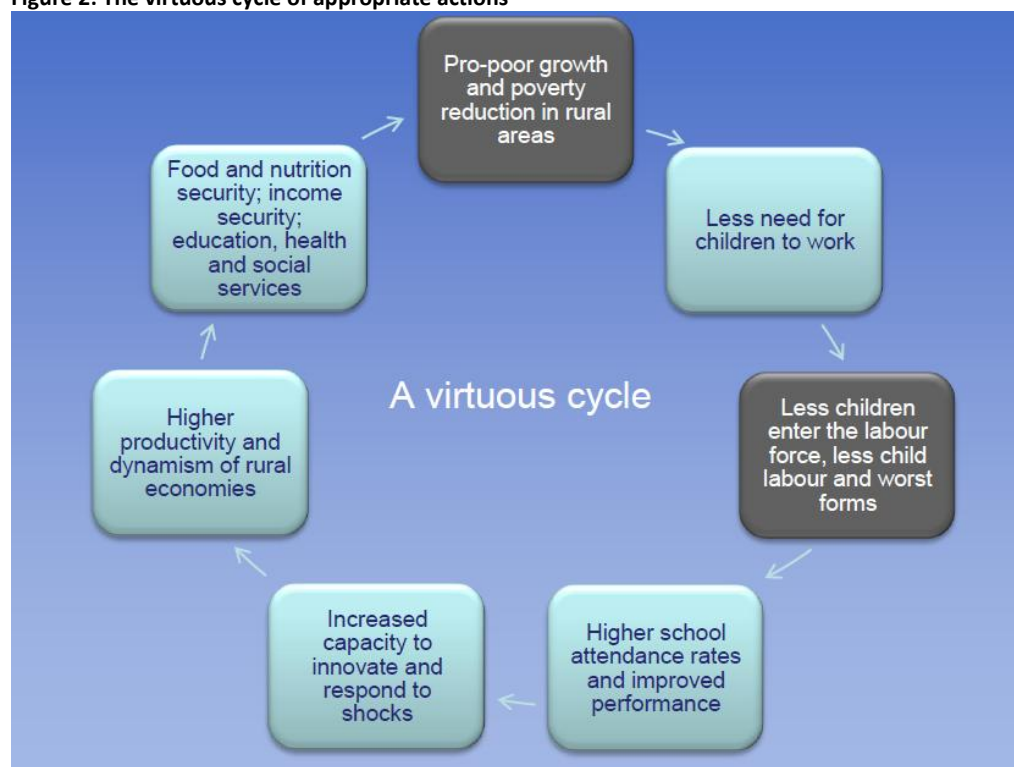 Figure 2: The virtuous cycle of appropriate actions
Pro-poor growth
and poverty
reduction in rural
areas
Less need for
children to work
Less children
enter the labour
force, less child
labour and worst
forms
Higher school
attendance rates
and improved
performance
Increased
capacity to
innovate and
respond to
shocks
Higher
productivity and
dynamism of rural
economies
Food and nutrition
security; income
security;
education, health
and social
services
A virtuous cycle